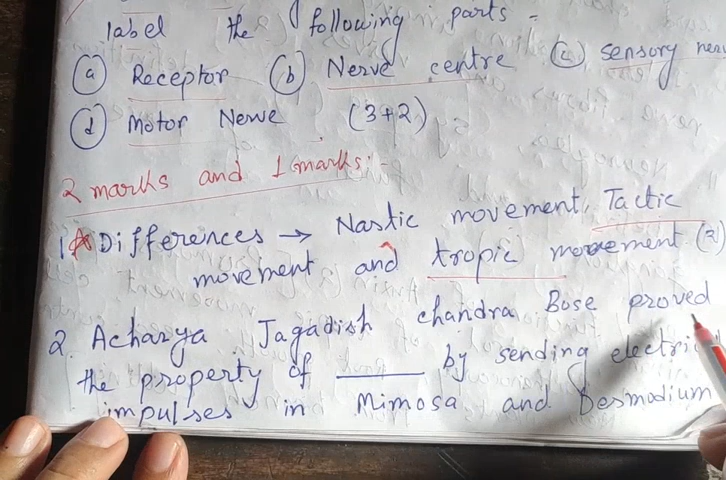 label the following parts -
(a) Receptor (b) Nerve centre (c) sensory
(d) Motor Nerve (3+2)
2 marks and 1 marks:-
1. Differences → Nastic movement, Tactic
movement and tropic movement (2)
2. Acharya Jagadish chandra Bose proved
the property of ______ by sending
impulses in Mimosa and Desmodium